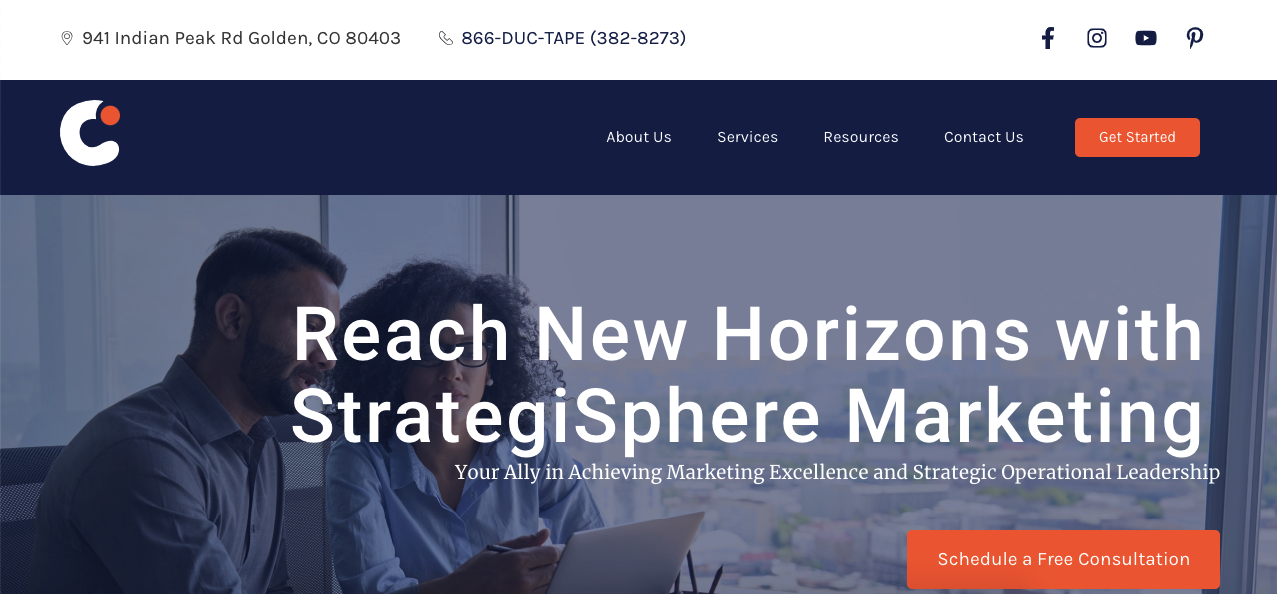 941 Indian Peak Rd Golden, CO 80403
866-DUC-TAPE (382-8273)
About Us
Services
Resources
Contact Us
Get Started
Reach New Horizons with
StrategiSphere Marketing
Your Ally in Achieving Marketing Excellence and Strategic Operational Leadership
Schedule a Free Consultation